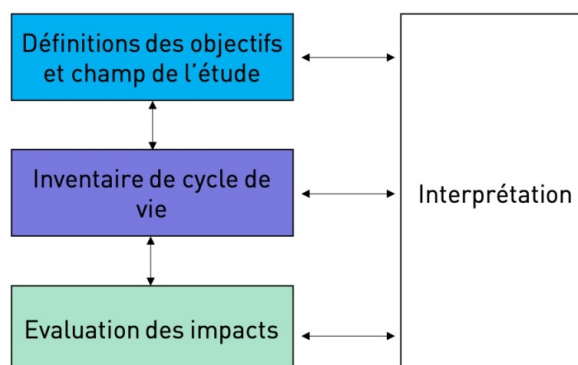 Définitions des objectifs
et champ de l'étude
Inventaire de cycle de
vie
Interprétation
Evaluation des impacts